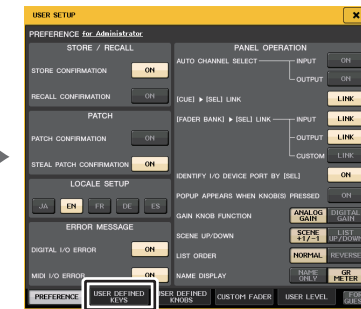 USER SETUP
PREFERENCE for Administrator
STORE / RECALL
STORE CONFIRMATION ON
RECALL CONFIRMATION ON
PATCH
PATCH CONFIRMATION ON
STEAL PATCH CONFIRMATION ON
LOCALE SETUP
JA EN FR DE ES
ERROR MESSAGE
DIGITAL I/O ERROR ON
MIDI I/O ERROR ON
PANEL OPERATION
AUTO CHANNEL SELECT INPUT ON
OUTPUT ON
[CUE] ▶ [SEL] LINK LINK
[FADER BANK] ▶ [SEL] LINK INPUT LINK
OUTPUT LINK
CUSTOM LINK
IDENTIFY I/O DEVICE PORT BY [SEL] ON
POPUP APPEARS WHEN KNOB(S) PRESSED ON
GAIN KNOB FUNCTION ANALOG GAIN DIGITAL GAIN
SCENE UP/DOWN SCENE +1/-1 LIST UP/DOWN
LIST ORDER NORMAL REVERSE
NAME DISPLAY NAME ONLY GR METER
PREFERENCE USER DEFINED KEYS USER DEFINED KNOBS CUSTOM FADER USER LEVEL FOR GUEST